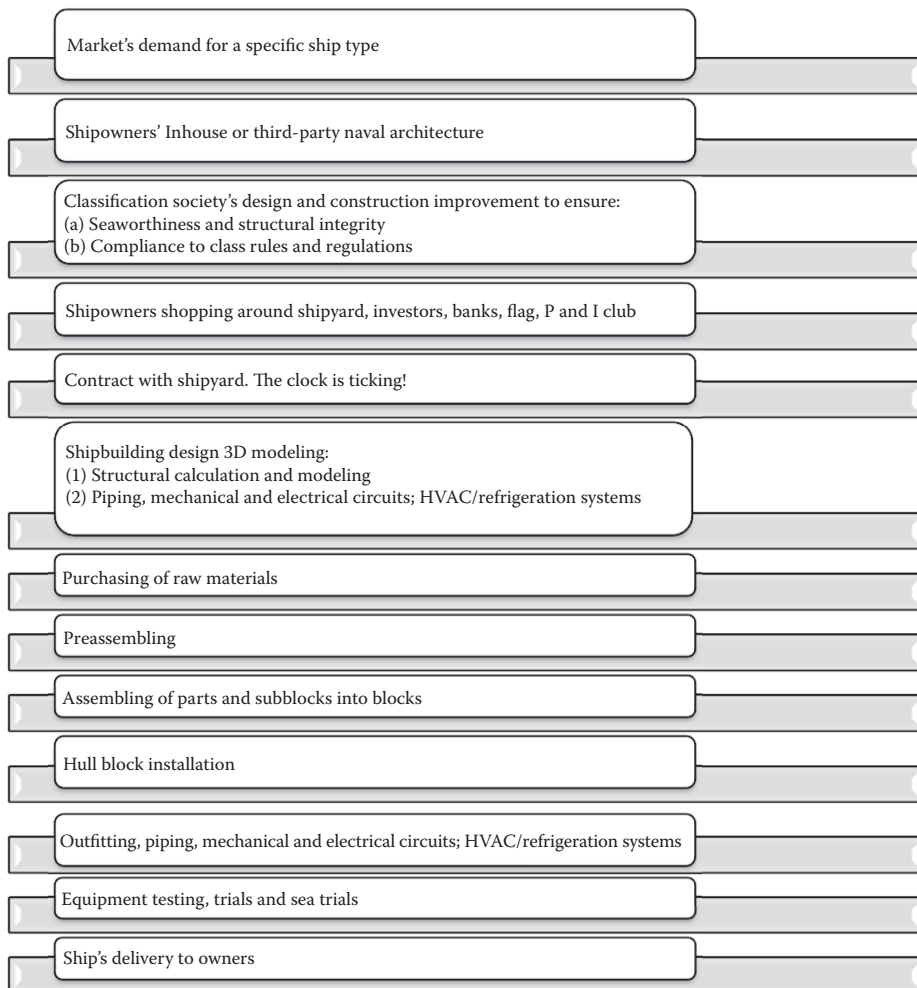 Market’s demand for a specific ship type
Shipowners’ Inhouse or third-party naval architecture
Classification society’s design and construction improvement to ensure:
(a) Seaworthiness and structural integrity
(b) Compliance to class rules and regulations
Shipowners shopping around shipyard, investors, banks, flag, P and I club
Contract with shipyard. The clock is ticking!
Shipbuilding design 3D modeling:
(1) Structural calculation and modeling
(2) Piping, mechanical and electrical circuits; HVAC/refrigeration systems
Purchasing of raw materials
Preassembling
Assembling of parts and subblocks into blocks
Hull block installation
Outfitting, piping, mechanical and electrical circuits; HVAC/refrigeration systems
Equipment testing, trials and sea trials
Ship’s delivery to owners